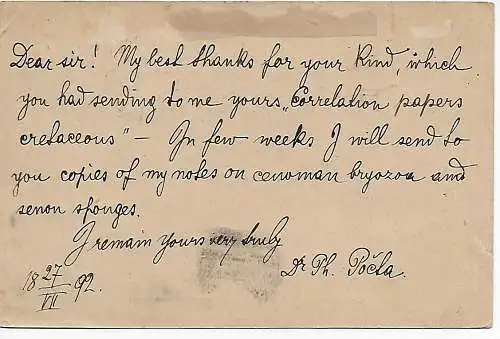 Dear sir! My best thanks for your kind, which
you had sending to me yours „Correlation papers
cretaceous" – In few weeks I will send to
you copies of my notes on cenoman bryozoa and
senon sponges.
I remain yours very truly
Dr Ph. Počta.
18 27/VII 92.